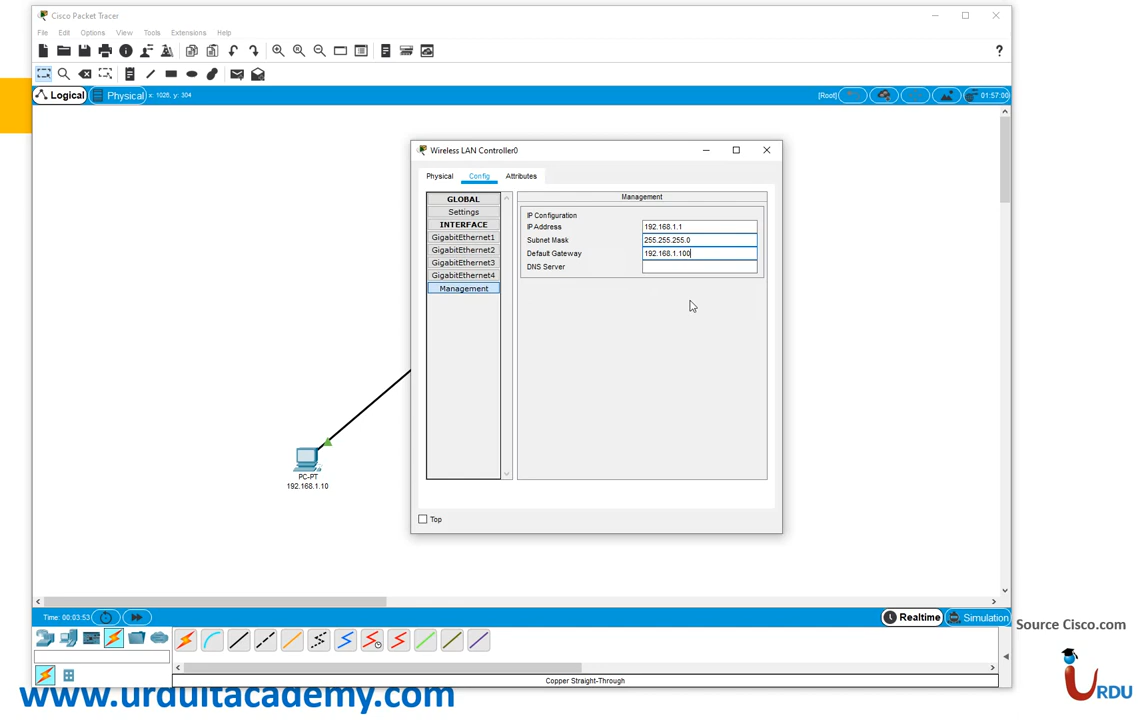 Cisco Packet Tracer
File Edit Options View Tools Extensions Help
?
Logical Physical x: 1028, y: 304 [Root] 01:57:00
Wireless LAN Controller0
Physical Config Attributes
GLOBAL
Settings
INTERFACE
GigabitEthernet1
GigabitEthernet2
GigabitEthernet3
GigabitEthernet4
Management
Management
IP Configuration
IP Address 192.168.1.1
Subnet Mask 255.255.255.0
Default Gateway 192.168.1.100
DNS Server
Top
PC-PT
192.168.1.10
Time: 00:03:53 Realtime Simulation
Copper Straight-Through
Source Cisco.com
URDU
www.urduitacademy.com